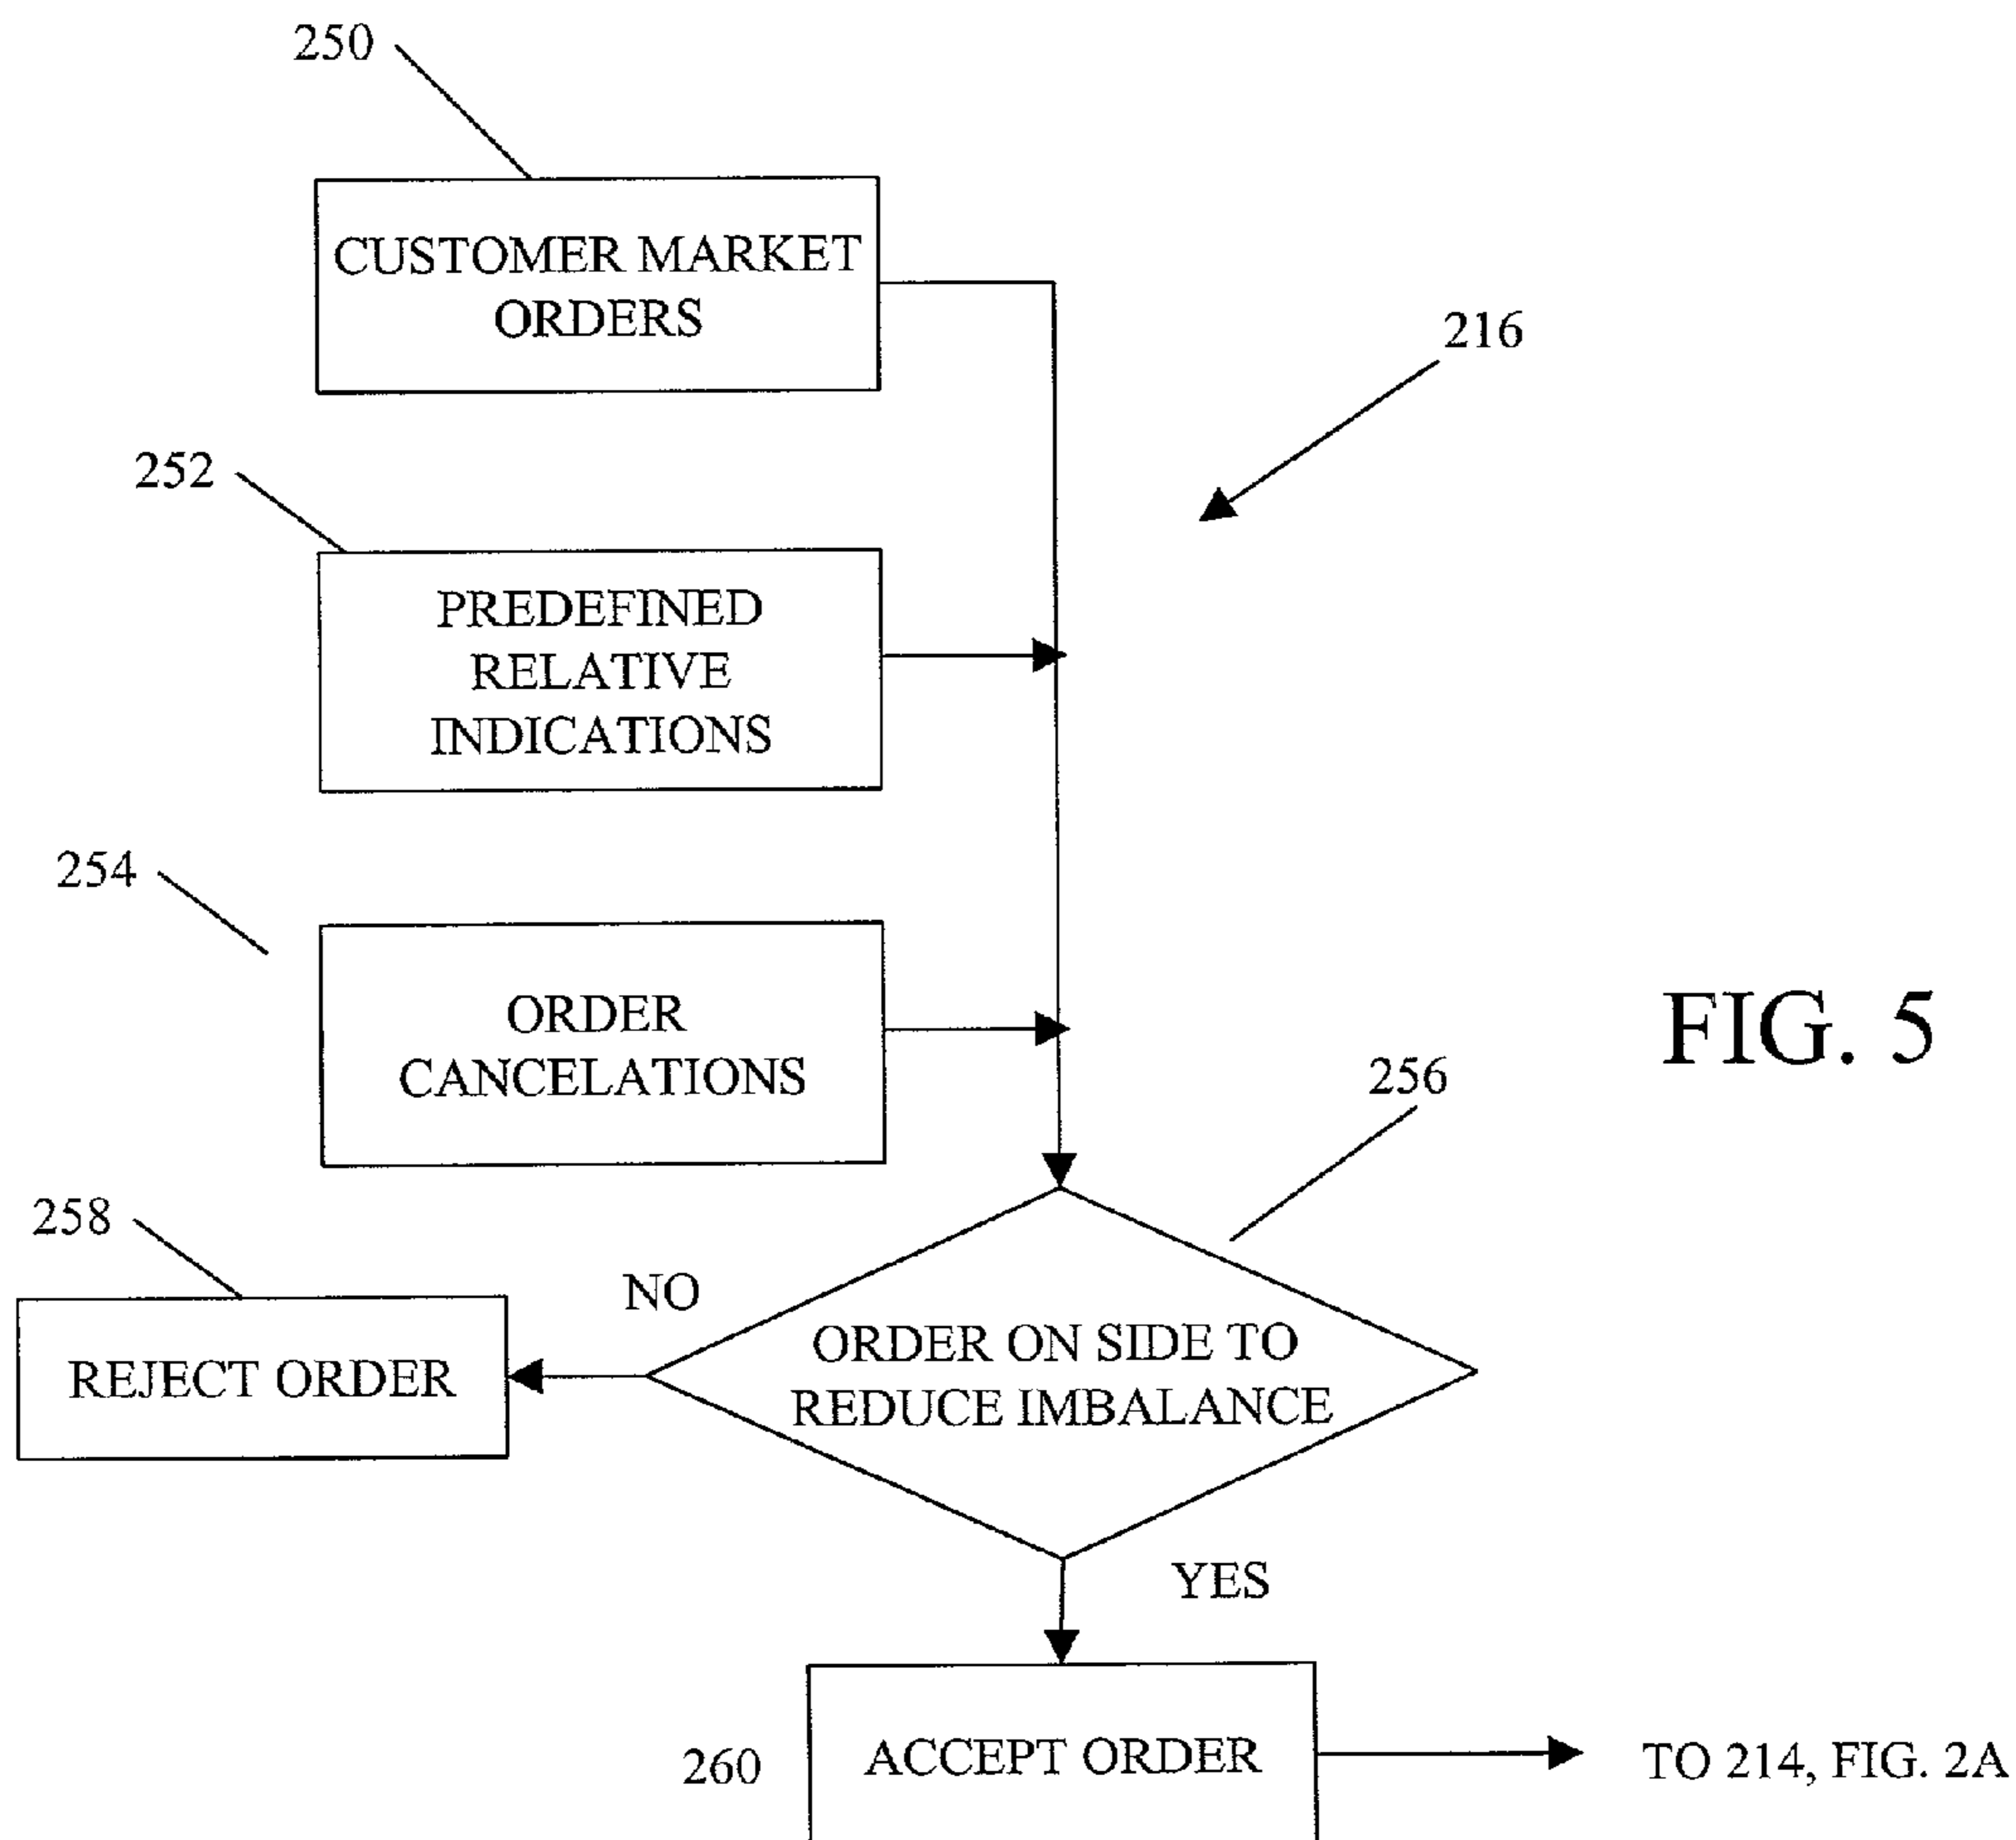 250
CUSTOMER MARKET
ORDERS
216
252
PREDEFINED
RELATIVE
INDICATIONS
254
ORDER
CANCELATIONS
FIG. 5
256
258
NO
ORDER ON SIDE TO
REDUCE IMBALANCE
REJECT ORDER
YES
260
ACCEPT ORDER
TO 214, FIG. 2A